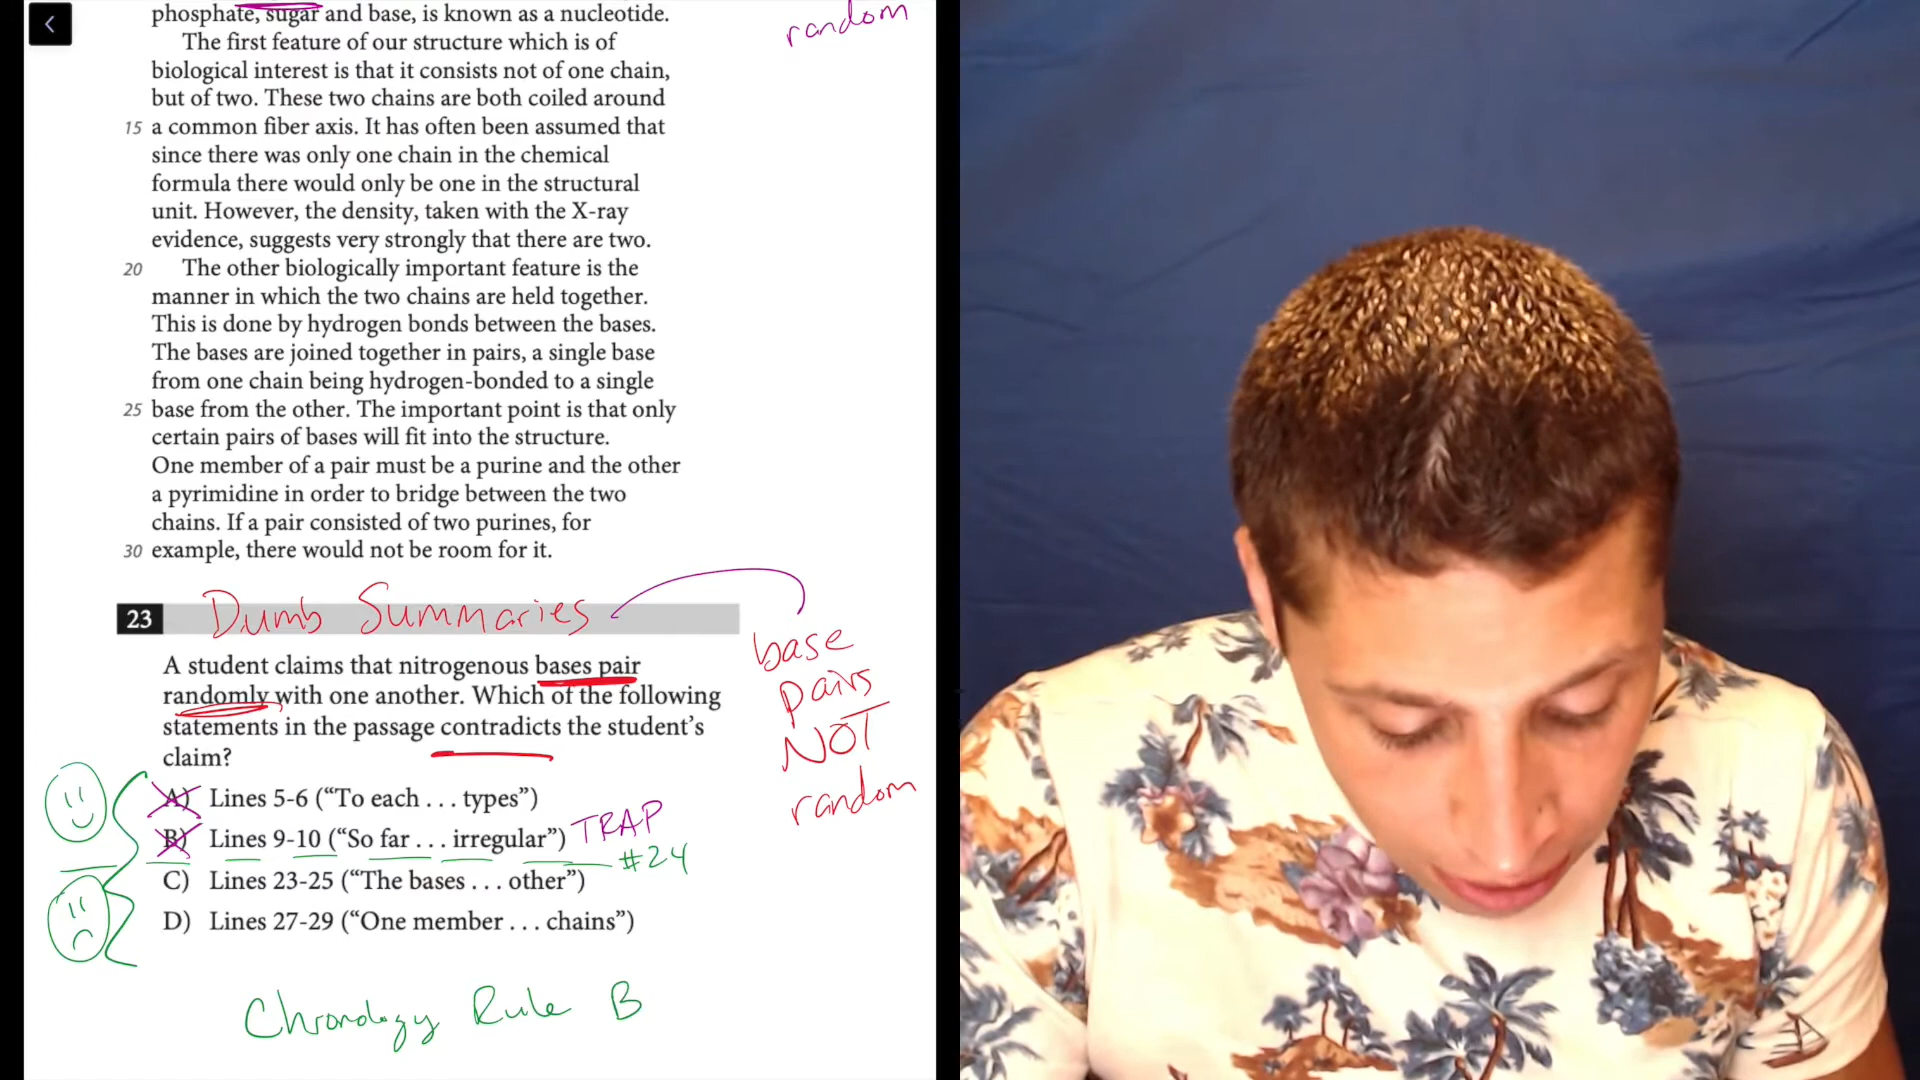 phosphate, sugar and base, is known as a nucleotide.
random
The first feature of our structure which is of
biological interest is that it consists not of one chain,
but of two. These two chains are both coiled around
15 a common fiber axis. It has often been assumed that
since there was only one chain in the chemical
formula there would only be one in the structural
unit. However, the density, taken with the X-ray
evidence, suggests very strongly that there are two.
20 The other biologically important feature is the
manner in which the two chains are held together.
This is done by hydrogen bonds between the bases.
The bases are joined together in pairs, a single base
from one chain being hydrogen-bonded to a single
25 base from the other. The important point is that only
certain pairs of bases will fit into the structure.
One member of a pair must be a purine and the other
a pyrimidine in order to bridge between the two
chains. If a pair consisted of two purines, for
30 example, there would not be room for it.
23 Dumb Summaries
base
pairs
NOT
random
A student claims that nitrogenous bases pair
randomly with one another. Which of the following
statements in the passage contradicts the student’s
claim?
A) Lines 5-6 (“To each . . . types”)
B) Lines 9-10 (“So far . . . irregular”) TRAP
#24
C) Lines 23-25 (“The bases . . . other”)
D) Lines 27-29 (“One member . . . chains”)
Chronology Rule B